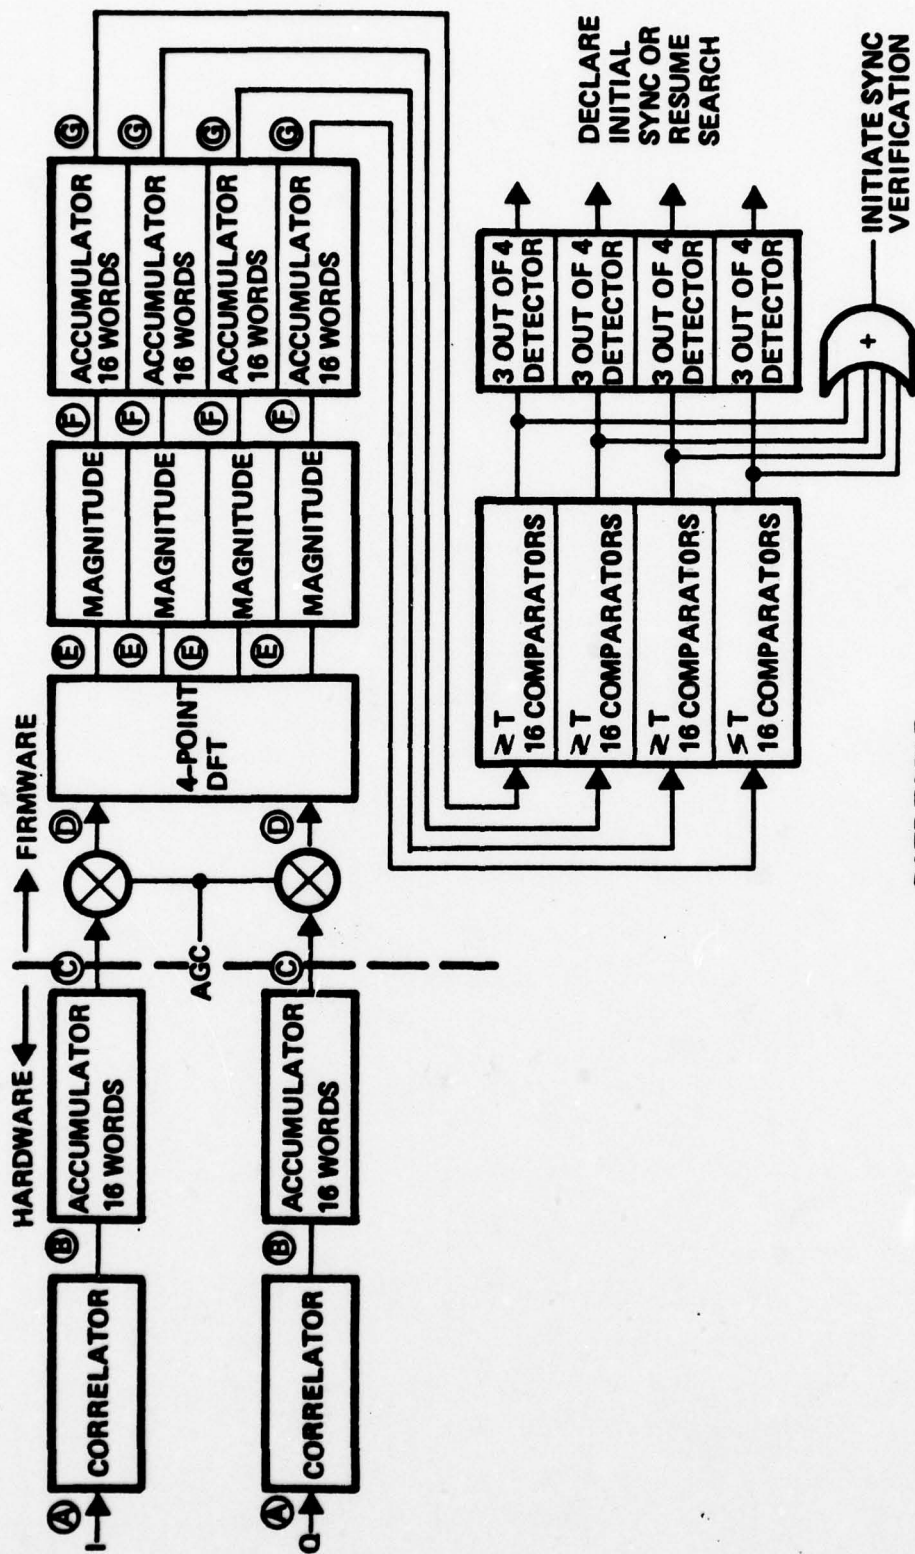 HARDWARE
FIRMWARE
A
I
CORRELATOR
B
ACCUMULATOR
16 WORDS
C
D
AGC
A
Q
CORRELATOR
B
ACCUMULATOR
16 WORDS
C
D
4-POINT
DFT
E
E
E
E
MAGNITUDE
MAGNITUDE
MAGNITUDE
MAGNITUDE
F
F
F
F
ACCUMULATOR
16 WORDS
ACCUMULATOR
16 WORDS
ACCUMULATOR
16 WORDS
ACCUMULATOR
16 WORDS
G
G
G
G
≥ T
16 COMPARATORS
≥ T
16 COMPARATORS
≥ T
16 COMPARATORS
≤ T
16 COMPARATORS
3 OUT OF 4
DETECTOR
3 OUT OF 4
DETECTOR
3 OUT OF 4
DETECTOR
3 OUT OF 4
DETECTOR
DECLARE
INITIAL
SYNC OR
RESUME
SEARCH
+
INITIATE SYNC
VERIFICATION